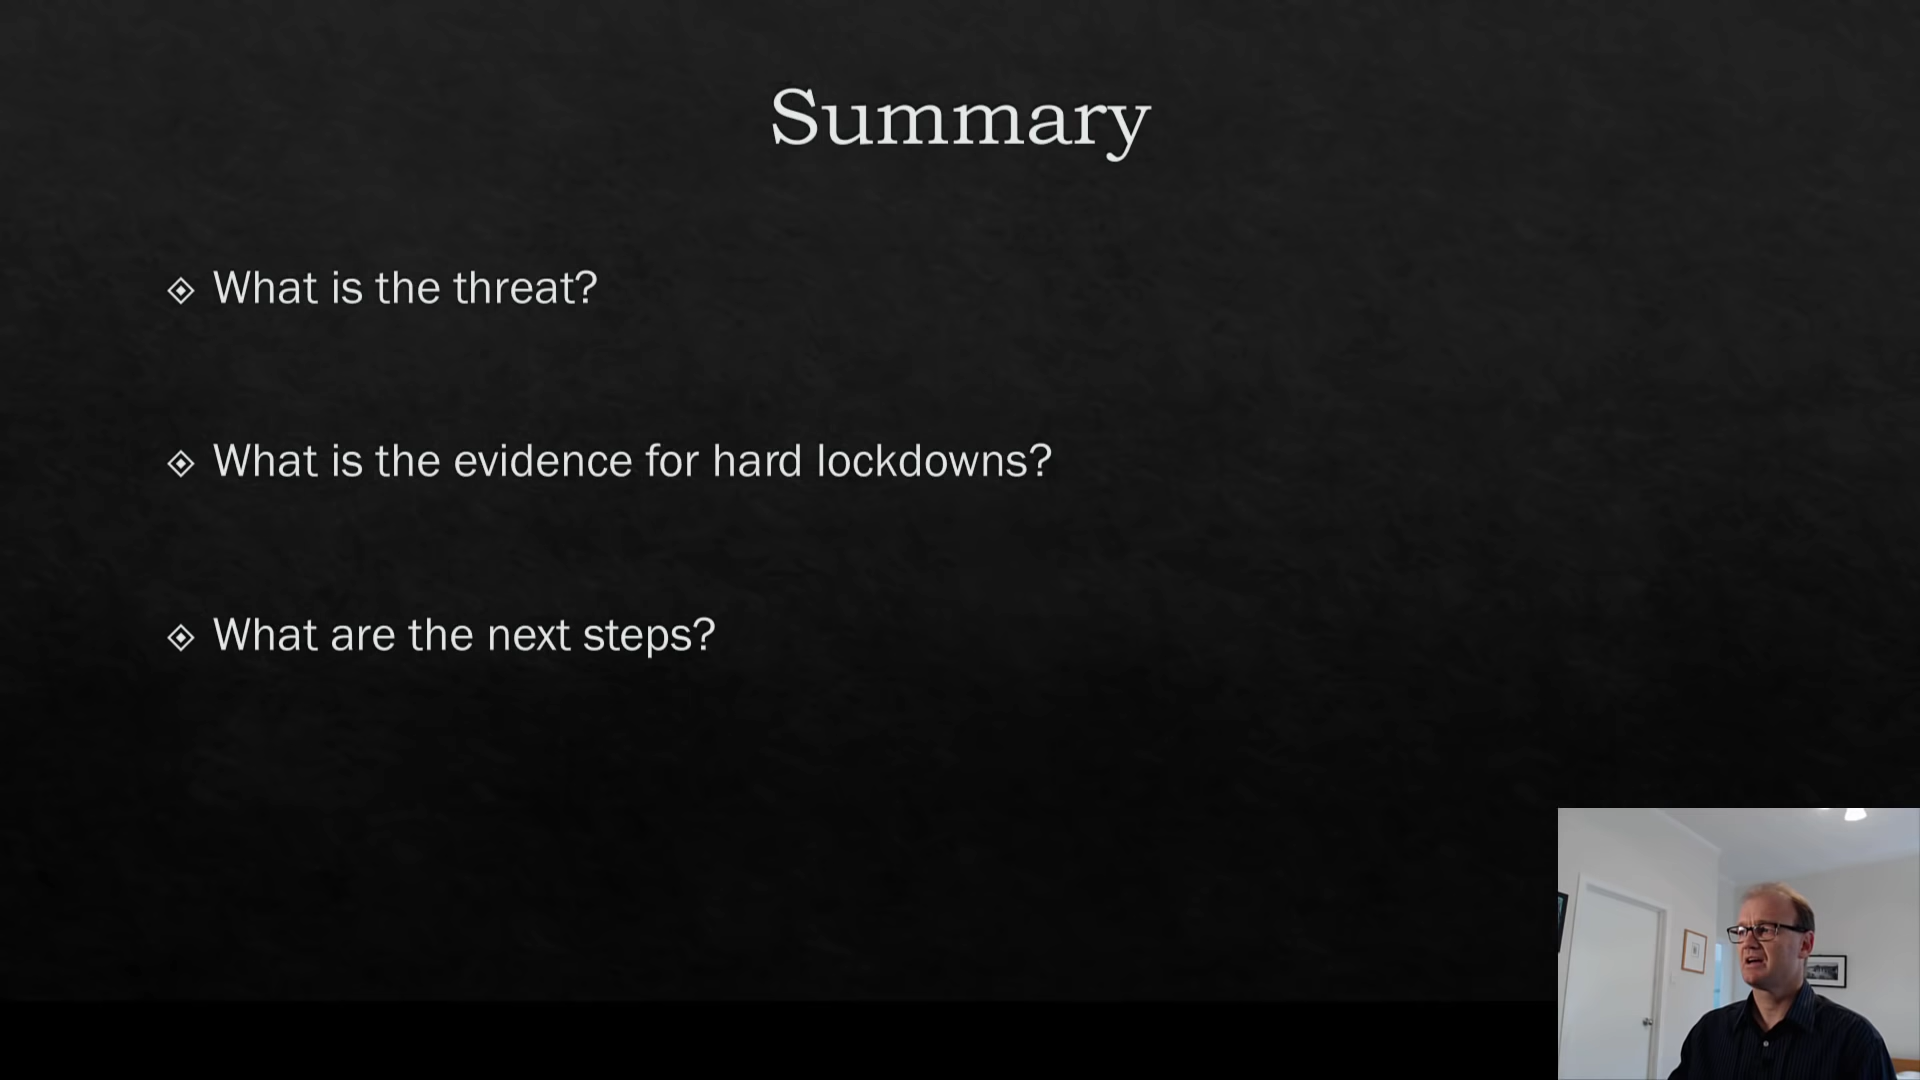 Summary
What is the threat?
What is the evidence for hard lockdowns?
What are the next steps?